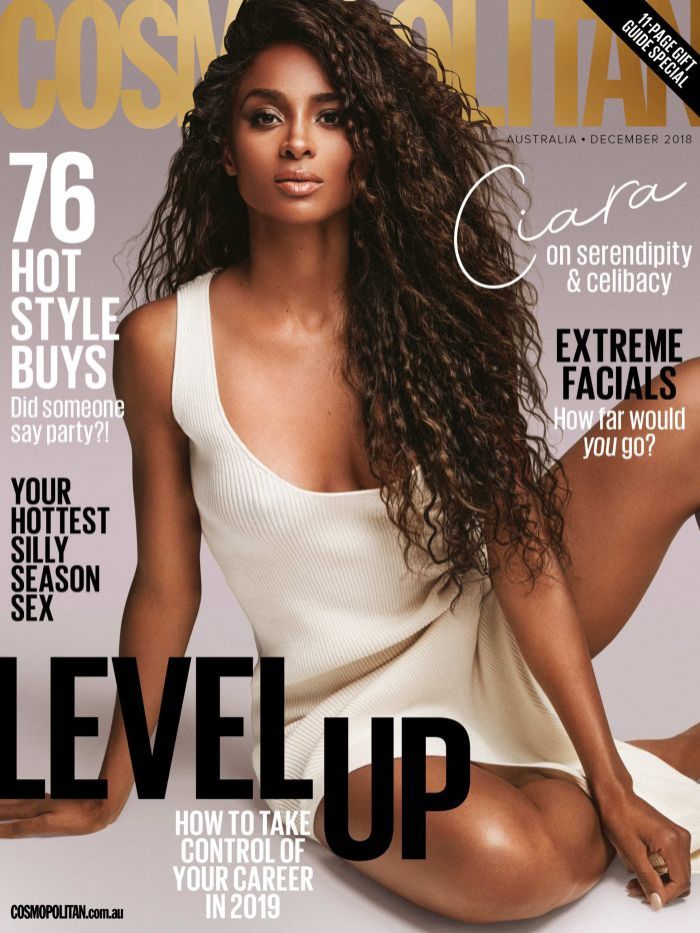 COSMOPOLITAN
11-PAGE GIFT
GUIDE SPECIAL
AUSTRALIA • DECEMBER 2018
76
HOT
STYLE
BUYS
Did someone
say party?!
Ciara
on serendipity
& celibacy
EXTREME
FACIALS
How far would
you go?
YOUR
HOTTEST
SILLY
SEASON
SEX
LEVEL UP
HOW TO TAKE
CONTROL OF
YOUR CAREER
IN 2019
COSMOPOLITAN.com.au